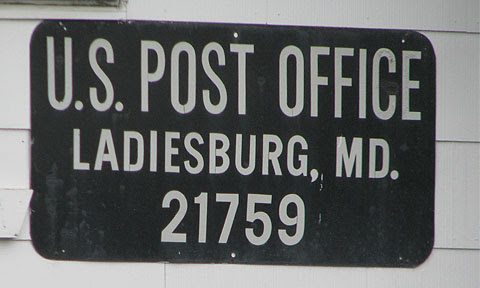 U.S. POST OFFICE
LADIESBURG, MD.
21759